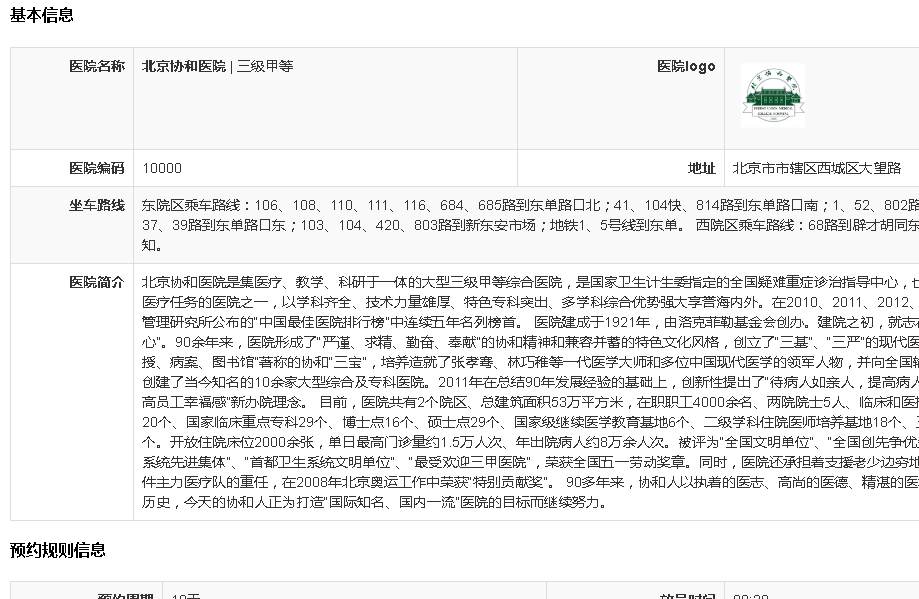 基本信息
医院名称 北京协和医院 | 三级甲等 医院logo
医院编码 10000 地址 北京市市辖区西城区大望路
坐车路线 东院区乘车路线：106、108、110、111、116、684、685路到东单路口北；41、104快、814路到东单路口南；1、52、802路
37、39路到东单路口东；103、104、420、803路到新东安市场；地铁1、5号线到东单。 西院区乘车路线：68路到辟才胡同东
知。
医院简介 北京协和医院是集医疗、教学、科研于一体的大型三级甲等综合医院，是国家卫生计生委指定的全国疑难重症诊治指导中心，也
医疗任务的医院之一，以学科齐全、技术力量雄厚、特色专科突出、多学科综合优势强大享誉海内外。在2010、2011、2012、
管理研究所公布的"中国最佳医院排行榜"中连续五年名列榜首。 医院建成于1921年，由洛克菲勒基金会创办。建院之初，就志在
心"。90余年来，医院形成了"严谨、求精、勤奋、奉献"的协和精神和兼容并蓄的特色文化风格，创立了"三基"、"三严"的现代医
授、病案、图书馆"著称的协和"三宝"，培养造就了张孝骞、林巧稚等一代医学大师和多位中国现代医学的领军人物，并向全国输
创建了当今知名的10余家大型综合及专科医院。2011年在总结90年发展经验的基础上，创新性提出了"待病人如亲人，提高病人
高员工幸福感"新办院理念。 目前，医院共有2个院区、总建筑面积53万平方米，在职职工4000余名、两院院士5人、临床和医技
20个、国家临床重点专科29个、博士点16个、硕士点29个、国家级继续医学教育基地6个、二级学科住院医师培养基地18个、三
个。开放住院床位2000余张，单日最高门诊量约1.5万人次、年出院病人约8万余人次。被评为"全国文明单位"、"全国创先争优
系统先进集体"、"首都卫生系统文明单位"、"最受欢迎三甲医院"，荣获全国五一劳动奖章。同时，医院还承担着支援老少边穷地
件主力医疗队的重任，在2008年北京奥运工作中荣获"特别贡献奖"。 90多年来，协和人以执着的医志、高尚的医德、精湛的医
历史，今天的协和人正为打造"国际知名、国内一流"医院的目标而继续努力。
预约规则信息
预约周期 10天 放号时间